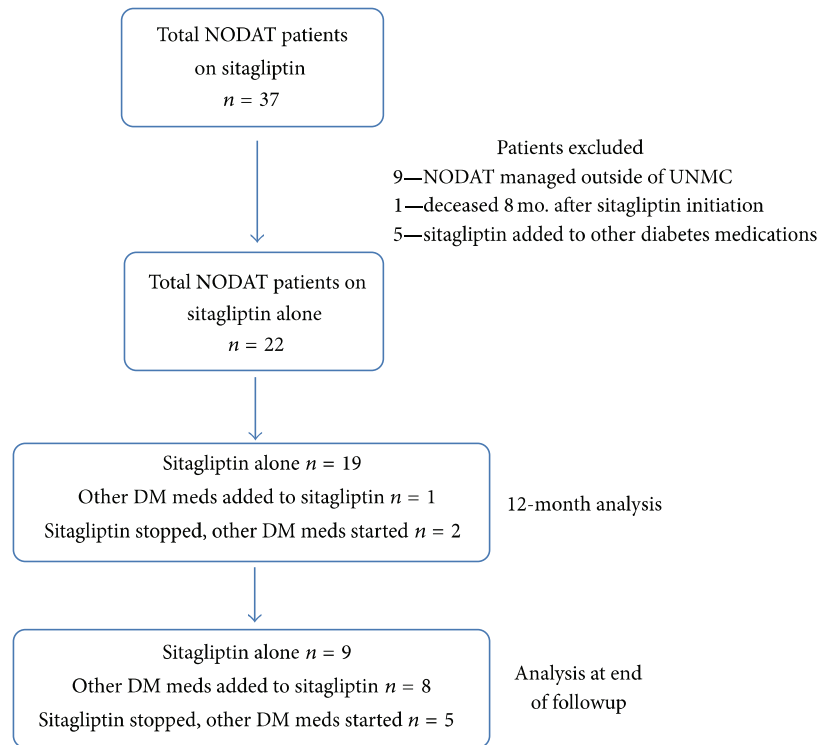 Total NODAT patients
on sitagliptin
n = 37
Patients excluded
9—NODAT managed outside of UNMC
1—deceased 8 mo. after sitagliptin initiation
5—sitagliptin added to other diabetes medications
Total NODAT patients on
sitagliptin alone
n = 22
Sitagliptin alone n = 19
Other DM meds added to sitagliptin n = 1
Sitagliptin stopped, other DM meds started n = 2
12-month analysis
Sitagliptin alone n = 9
Other DM meds added to sitagliptin n = 8
Sitagliptin stopped, other DM meds started n = 5
Analysis at end
of followup